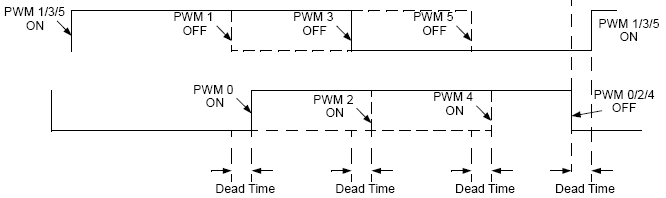 PWM 1/3/5
ON
PWM 1
OFF
PWM 3
OFF
PWM 5
OFF
PWM 1/3/5
ON
PWM 0
ON
PWM 2
ON
PWM 4
ON
PWM 0/2/4
OFF
Dead Time
Dead Time
Dead Time
Dead Time